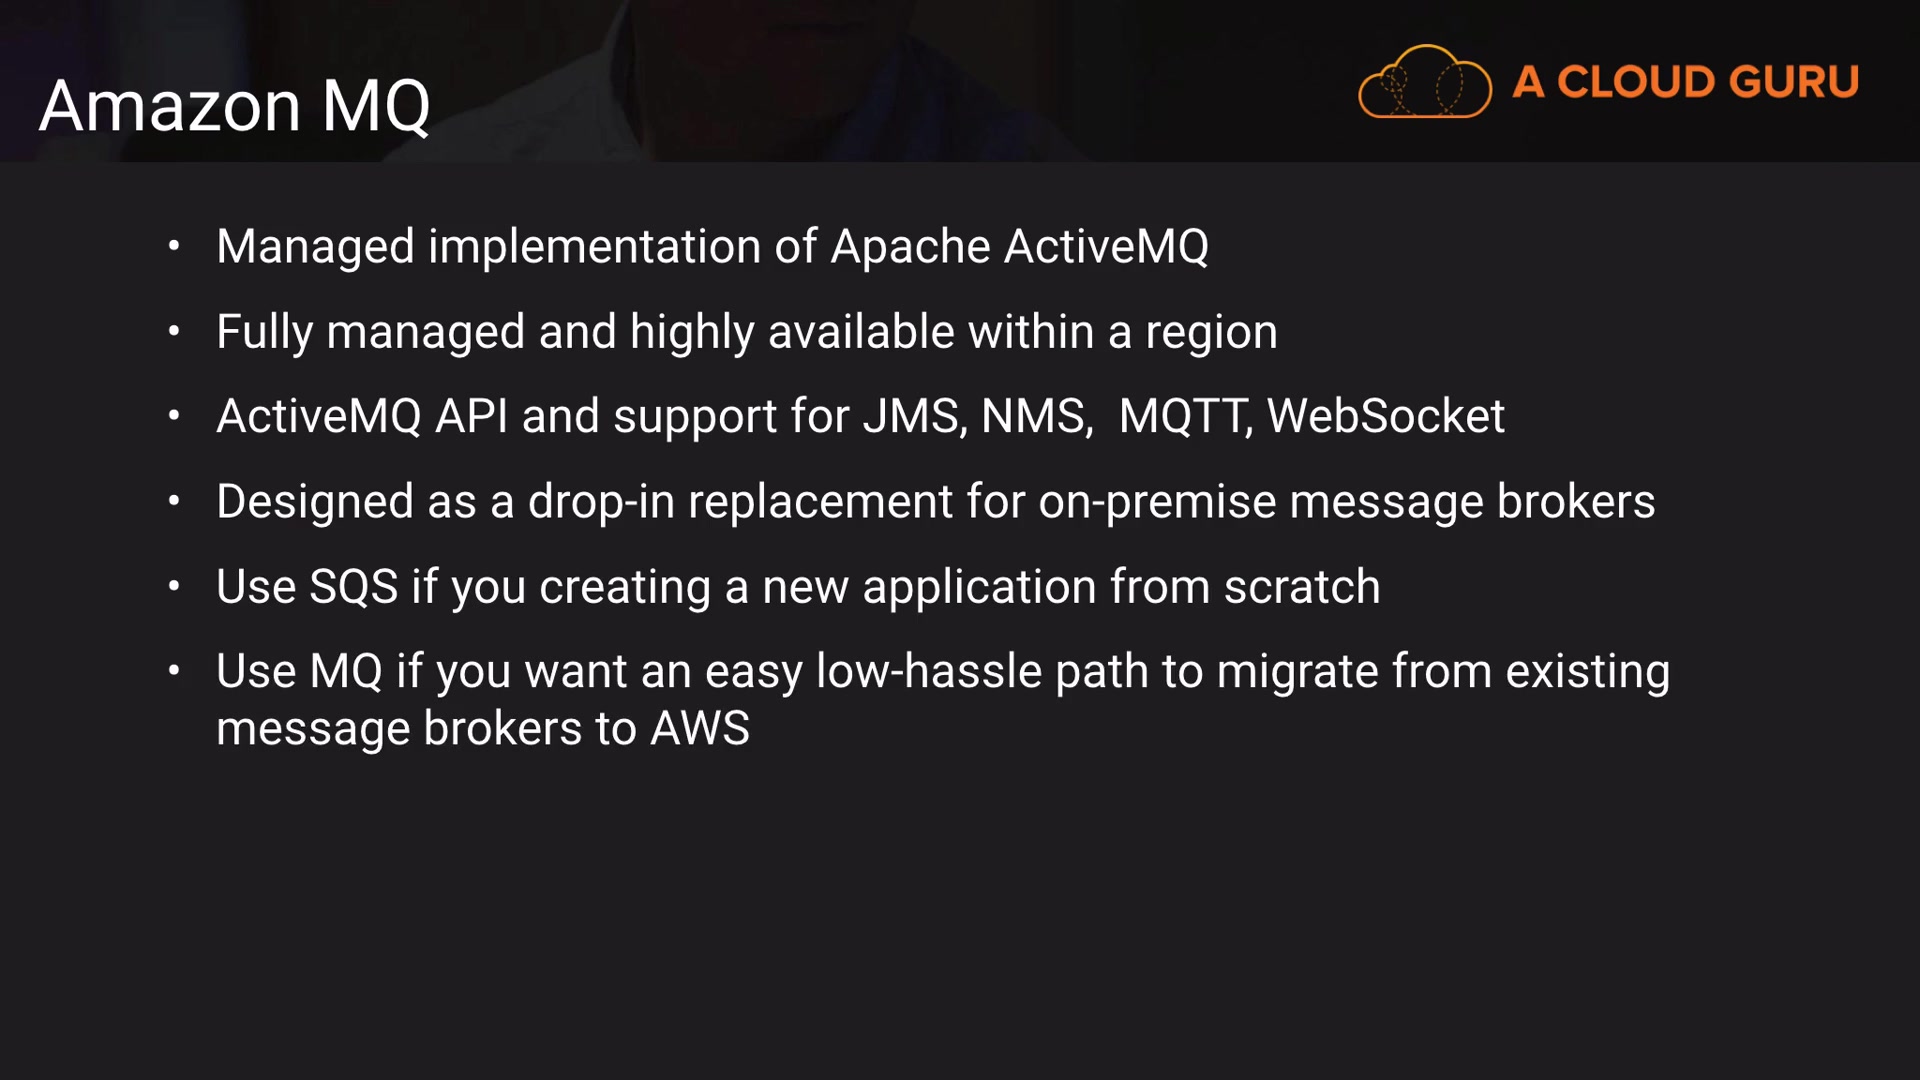 Amazon MQ
A CLOUD GURU
• Managed implementation of Apache ActiveMQ
• Fully managed and highly available within a region
• ActiveMQ API and support for JMS, NMS,  MQTT, WebSocket
• Designed as a drop-in replacement for on-premise message brokers
• Use SQS if you creating a new application from scratch
• Use MQ if you want an easy low-hassle path to migrate from existing
message brokers to AWS